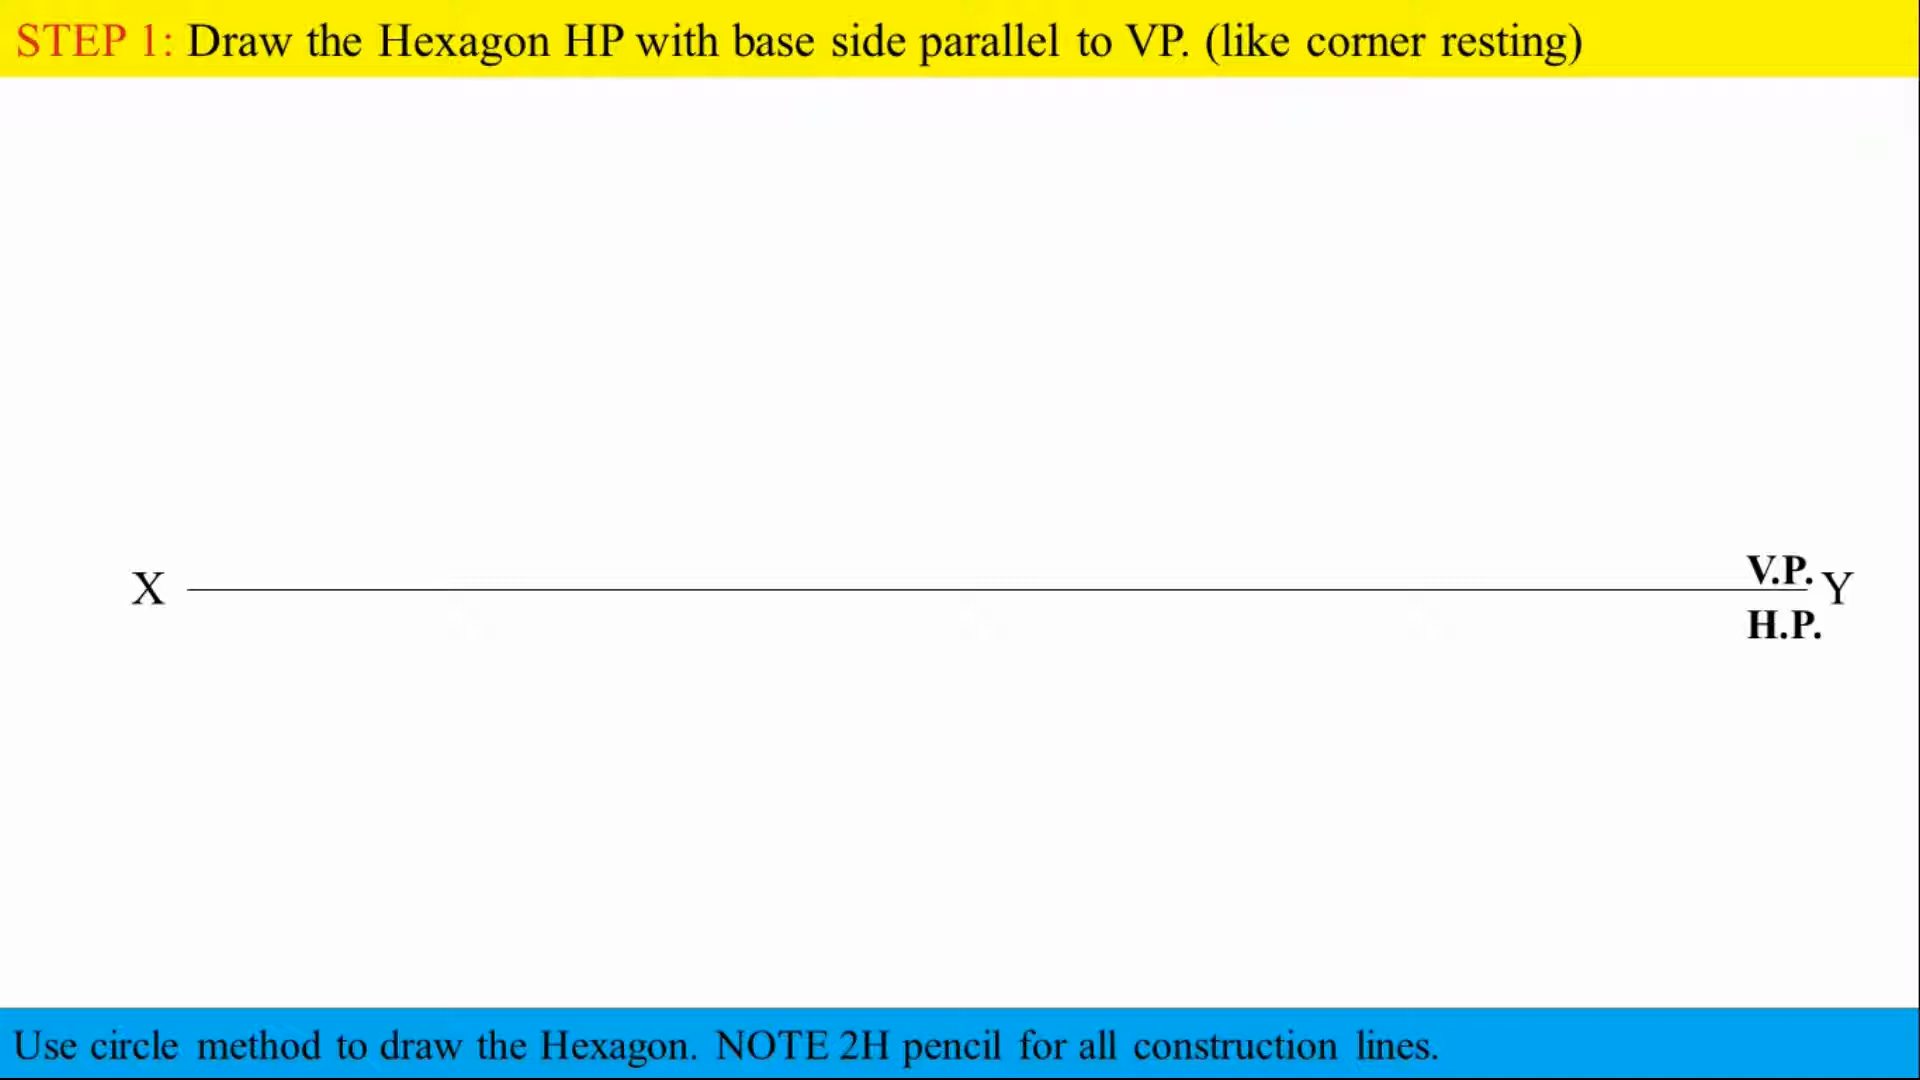 STEP 1: Draw the Hexagon HP with base side parallel to VP. (like corner resting)
V.P.
X Y
H.P.
Use circle method to draw the Hexagon. NOTE 2H pencil for all construction lines.